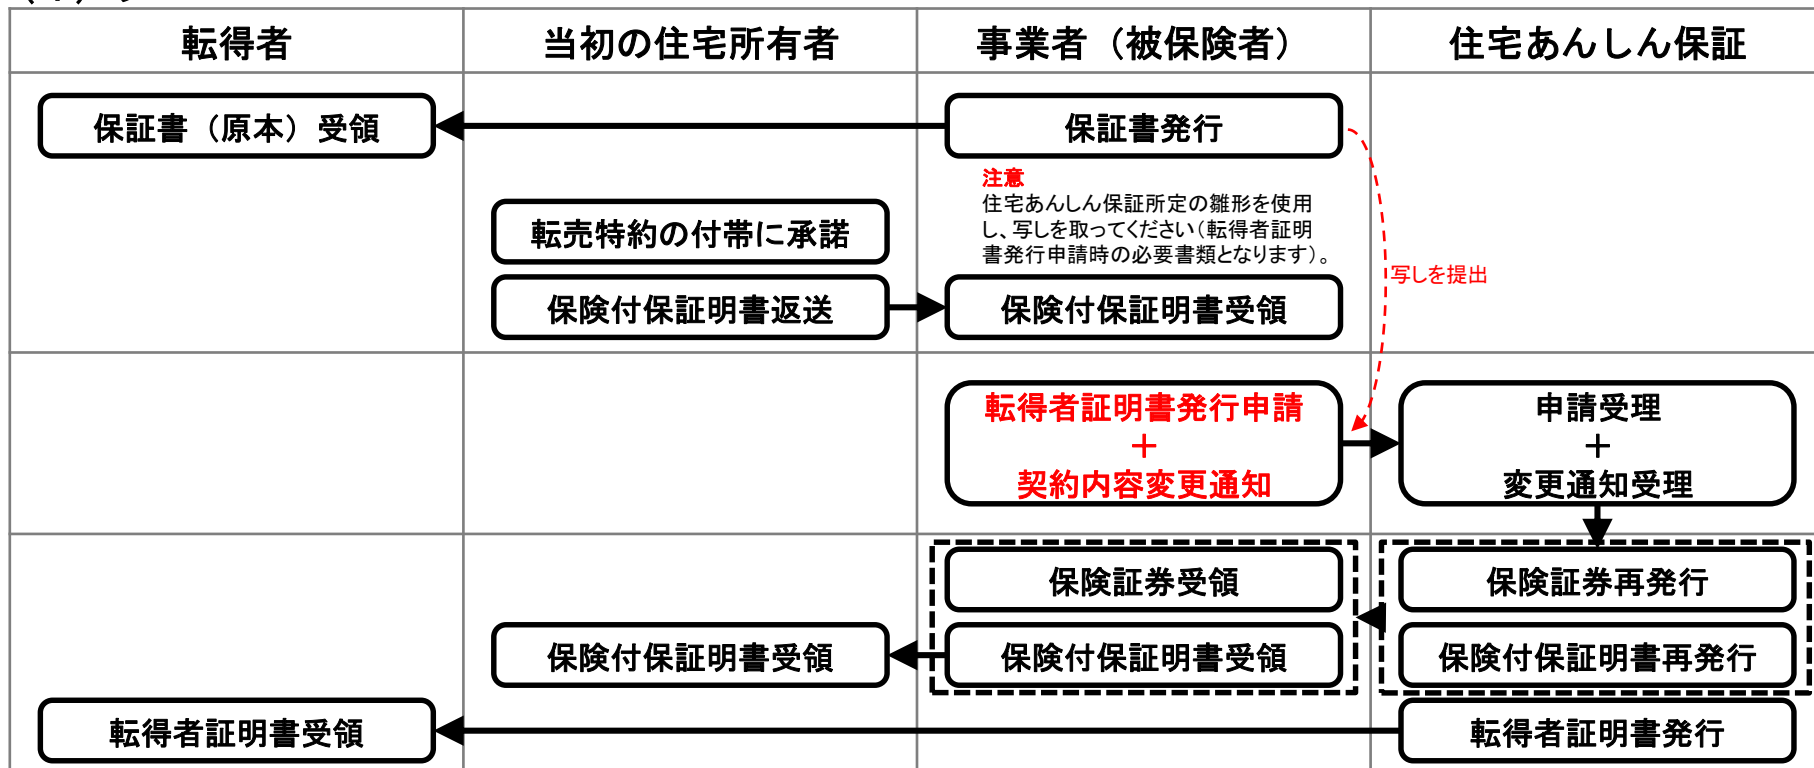 転得者
当初の住宅所有者
事業者（被保険者）
住宅あんしん保証
保証書（原本）受領
保証書発行
注意
住宅あんしん保証所定の雛形を使用
し、写しを取ってください（転得者証明
書発行申請時の必要書類となります）。
転売特約の付帯に承諾
写しを提出
保険付保証明書返送
保険付保証明書受領
転得者証明書発行申請
＋
契約内容変更通知
申請受理
＋
変更通知受理
保険証券受領
保険証券再発行
保険付保証明書受領
保険付保証明書受領
保険付保証明書再発行
転得者証明書受領
転得者証明書発行